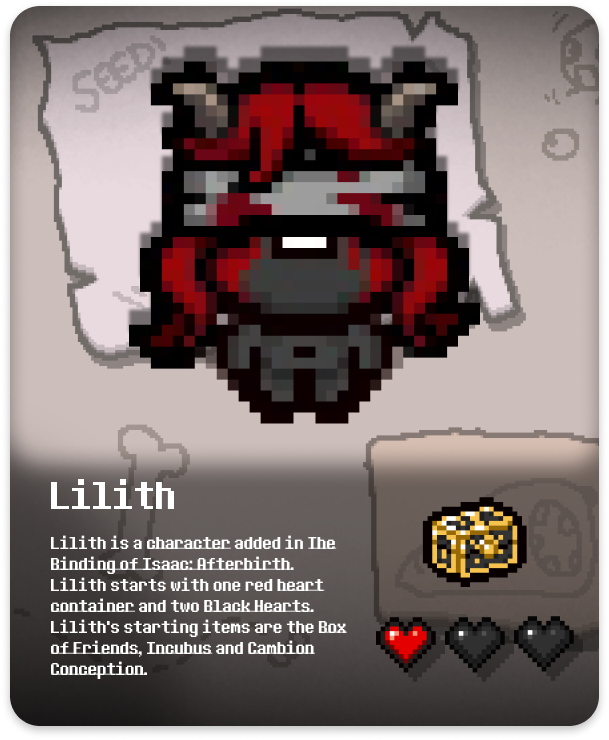 SEED!
Lilith
Lilith is a character added in The
Binding of Isaac: Afterbirth.
Lilith starts with one red heart
container and two Black Hearts.
Lilith's starting items are the Box
of Friends, Incubus and Cambion
Conception.